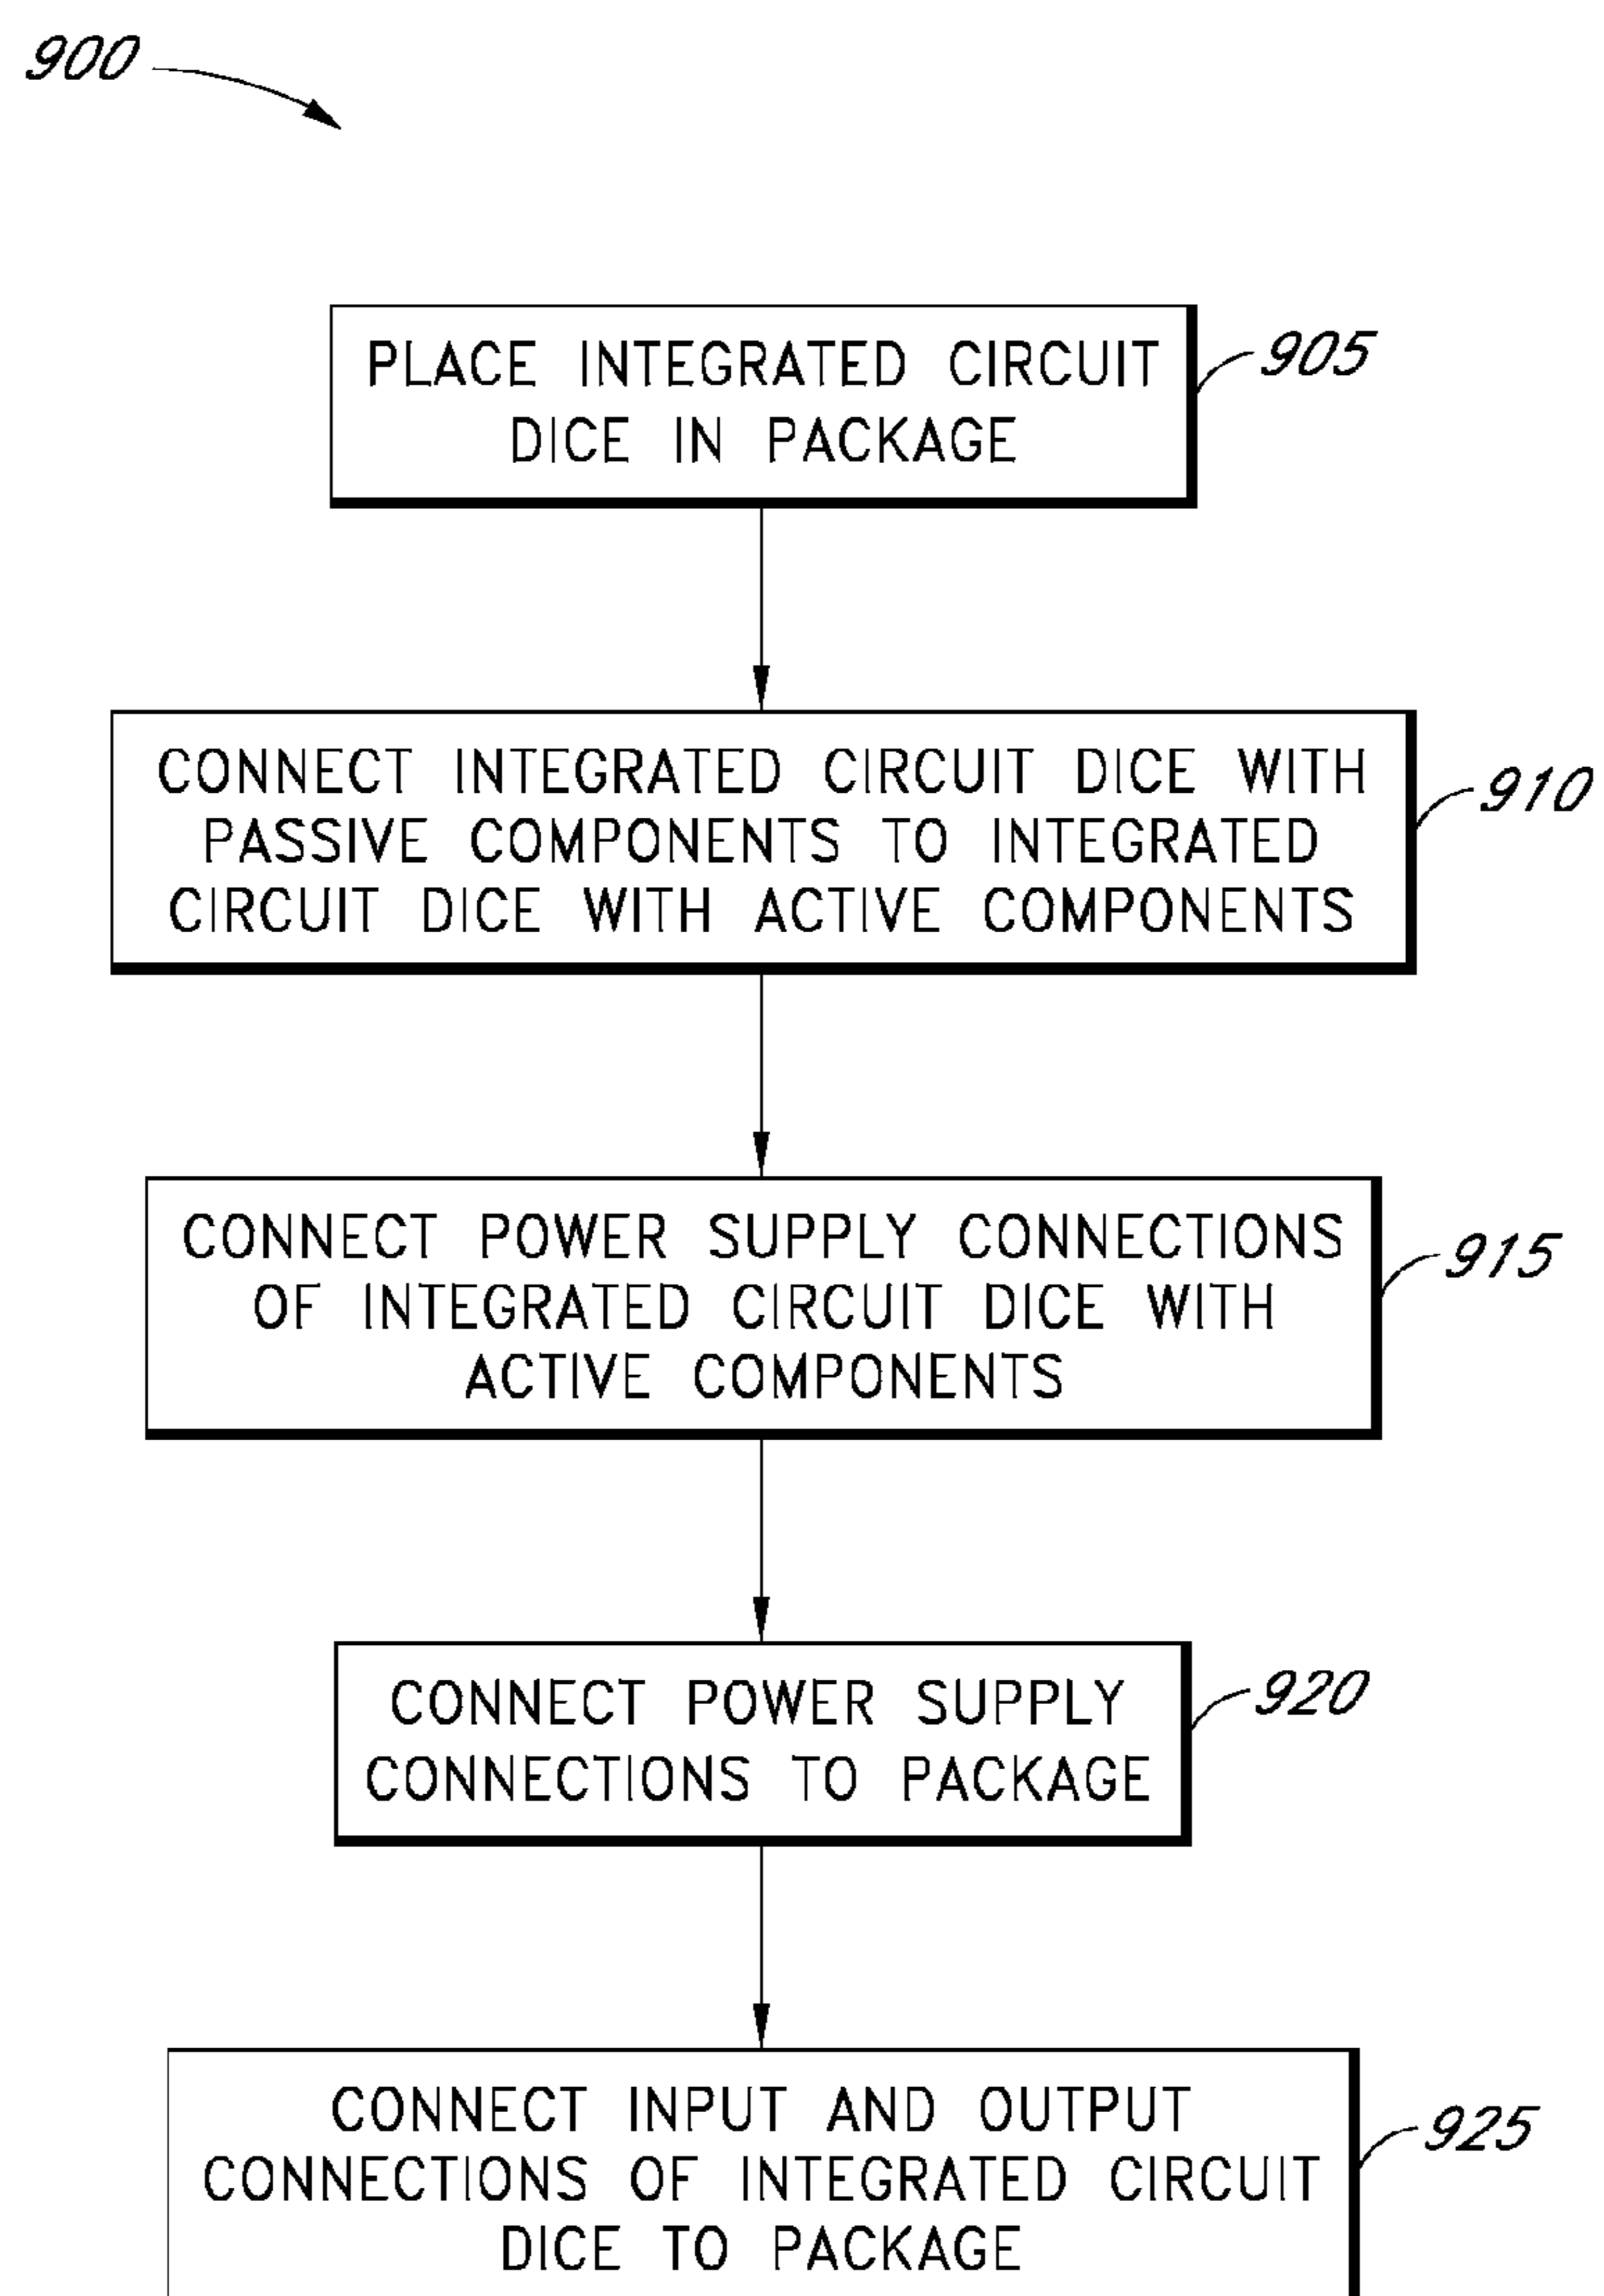 900
PLACE INTEGRATED CIRCUIT
DICE IN PACKAGE
905
CONNECT INTEGRATED CIRCUIT DICE WITH
PASSIVE COMPONENTS TO INTEGRATED
CIRCUIT DICE WITH ACTIVE COMPONENTS
910
CONNECT POWER SUPPLY CONNECTIONS
OF INTEGRATED CIRCUIT DICE WITH
ACTIVE COMPONENTS
915
CONNECT POWER SUPPLY
CONNECTIONS TO PACKAGE
920
CONNECT INPUT AND OUTPUT
CONNECTIONS OF INTEGRATED CIRCUIT
DICE TO PACKAGE
925